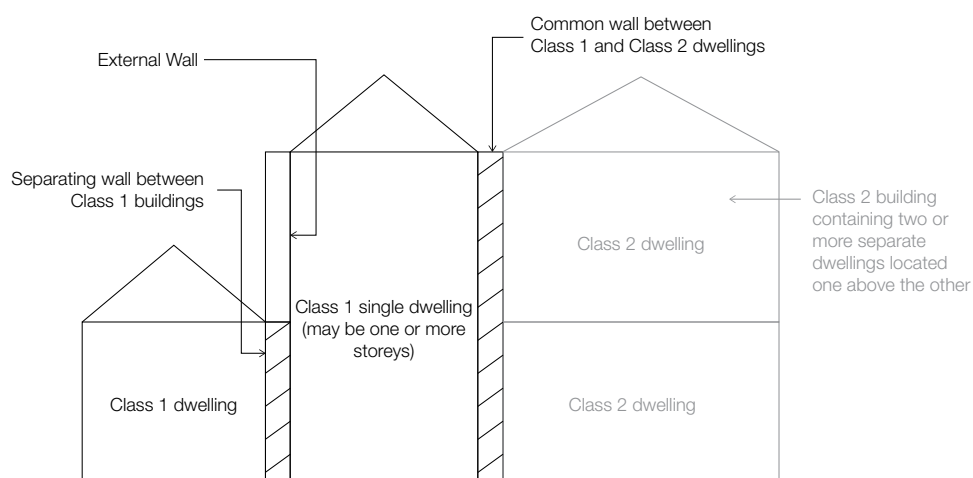 Common wall between
Class 1 and Class 2 dwellings
External Wall
Separating wall between
Class 1 buildings
Class 2 building
containing two or
more separate
dwellings located
one above the other
Class 2 dwelling
Class 1 single dwelling
(may be one or more
storeys)
Class 1 dwelling
Class 2 dwelling